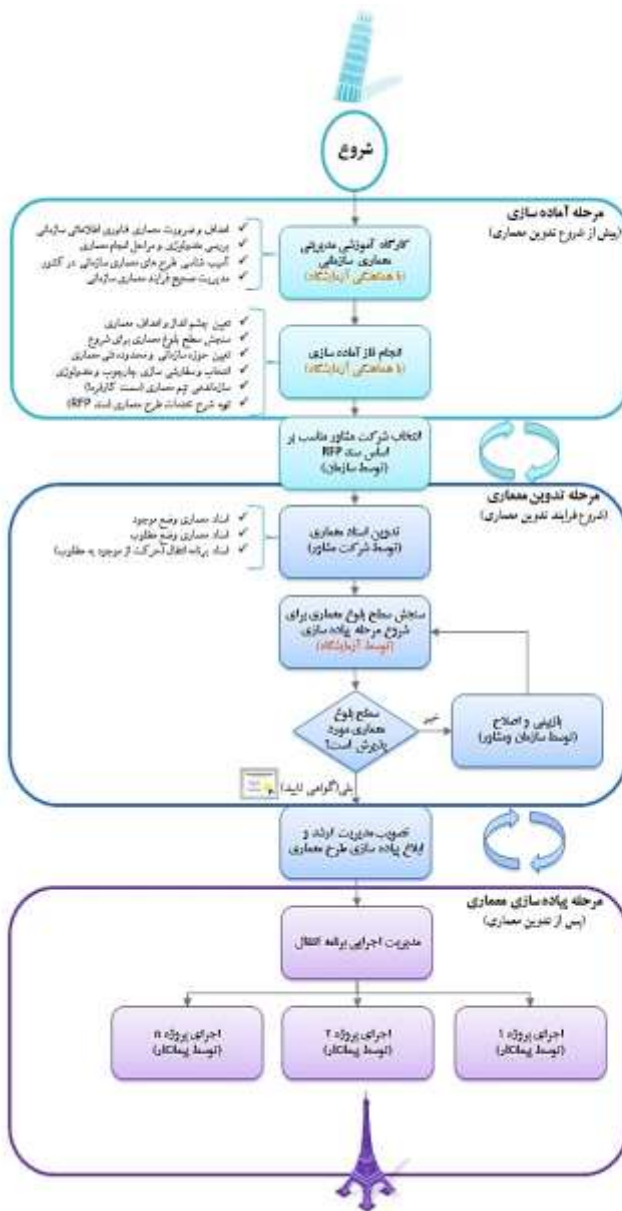 شروع
مرحله آماده سازی
(پیش از شروع تدوین معماری)
کارگاه آموزشی مدیریتی
معماری سازمانی
(با هماهنگی آزمایشگاه)
✓ اهداف و ضرورت معماری فناوری اطلاعاتی سازمانی
✓ بررسی متدولوژی و مراحل انجام معماری
✓ آسیب شناسی طرح های معماری سازمانی در کشور
✓ مدیریت صحیح فرایند معماری سازمانی
انجام فاز آماده سازی
(با هماهنگی آزمایشگاه)
✓ تعیین چشم انداز و اهداف معماری
✓ سنجش سطح بلوغ معماری برای شروع
✓ تعیین حوزه سازمانی و محدوده فنی معماری
✓ انتخاب و سفارشی سازی چارچوب و متدولوژی
✓ سازماندهی تیم معماری (سمت کارفرما)
✓ تهیه شرح خدمات طرح معماری (سند RFP)
انتخاب شرکت مشاور مناسب بر
اساس سند RFP
(توسط سازمان)
مرحله تدوین معماری
(شروع فرایند تدوین معماری)
تدوین اسناد معماری
(توسط شرکت مشاور)
✓ اسناد معماری وضع موجود
✓ اسناد معماری وضع مطلوب
✓ اسناد برنامه انتقال (حرکت از موجود به مطلوب)
سنجش سطح بلوغ معماری برای
شروع مرحله پیاده سازی
(توسط آزمایشگاه)
سطح بلوغ
معماری مورد
پذیرش است؟
خیر
بازبینی و اصلاح
(توسط سازمان ومشاور)
بلی(گواهی تایید)
تصویب مدیریت ارشد و
ابلاغ پیاده سازی طرح معماری
مرحله پیاده سازی معماری
(پس از تدوین معماری)
مدیریت اجرایی برنامه انتقال
اجرای پروژه ۱
(توسط پیمانکار)
اجرای پروژه ۲
(توسط پیمانکار)
اجرای پروژه n
(توسط پیمانکار)